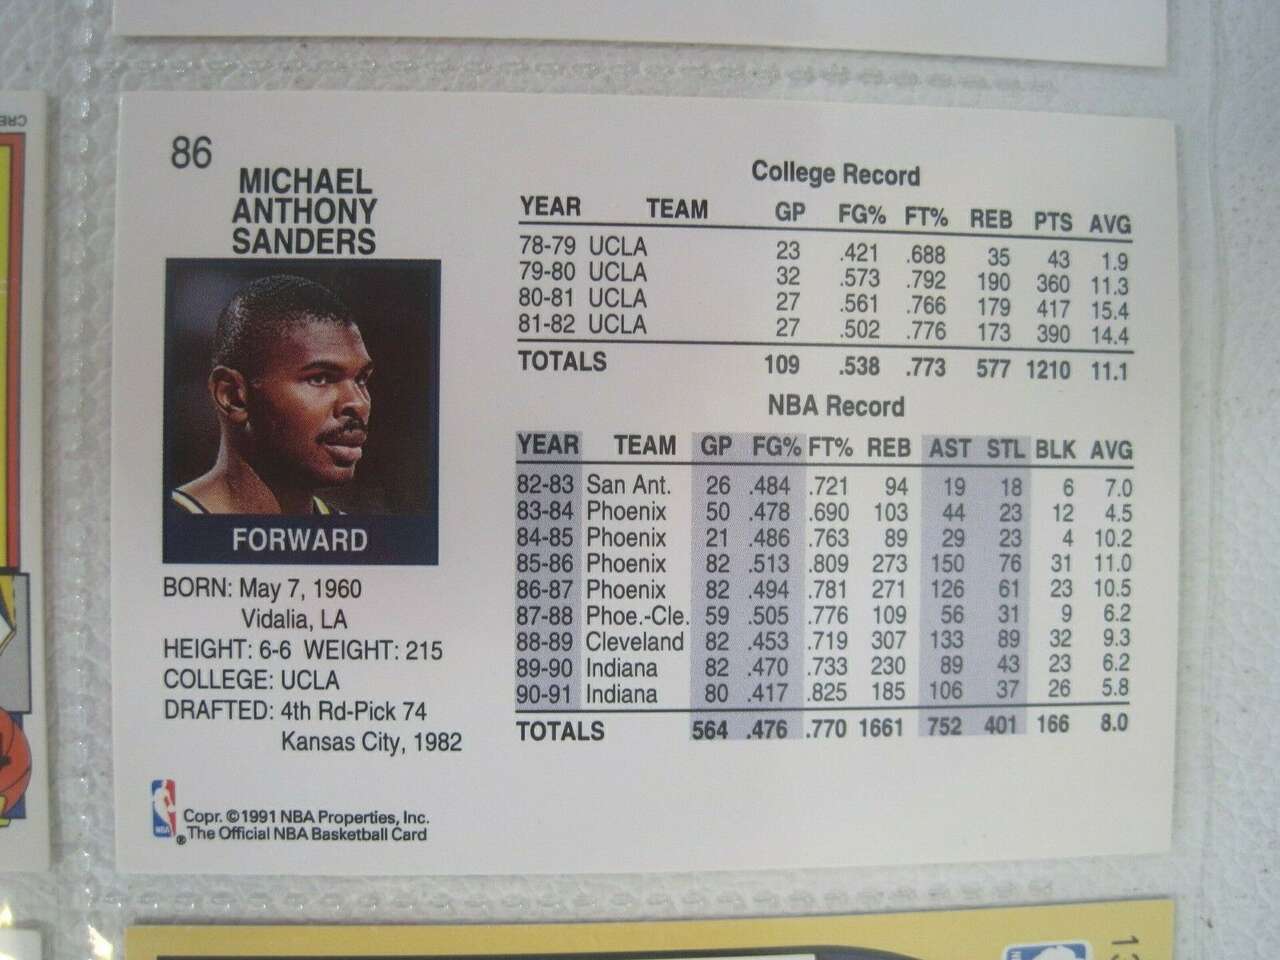 86
MICHAEL
ANTHONY
SANDERS
FORWARD
BORN: May 7, 1960
Vidalia, LA
HEIGHT: 6-6 WEIGHT: 215
COLLEGE: UCLA
DRAFTED: 4th Rd-Pick 74
Kansas City, 1982
NBA
Copr. ©1991 NBA Properties, Inc.
® The Official NBA Basketball Card
College Record
YEAR TEAM GP FG% FT% REB PTS AVG
78-79 UCLA 23 .421 .688 35 43 1.9
79-80 UCLA 32 .573 .792 190 360 11.3
80-81 UCLA 27 .561 .766 179 417 15.4
81-82 UCLA 27 .502 .776 173 390 14.4
TOTALS 109 .538 .773 577 1210 11.1
NBA Record
YEAR TEAM GP FG% FT% REB AST STL BLK AVG
82-83 San Ant. 26 .484 .721 94 19 18 6 7.0
83-84 Phoenix 50 .478 .690 103 44 23 12 4.5
84-85 Phoenix 21 .486 .763 89 29 23 4 10.2
85-86 Phoenix 82 .513 .809 273 150 76 31 11.0
86-87 Phoenix 82 .494 .781 271 126 61 23 10.5
87-88 Phoe.-Cle. 59 .505 .776 109 56 31 9 6.2
88-89 Cleveland 82 .453 .719 307 133 89 32 9.3
89-90 Indiana 82 .470 .733 230 89 43 23 6.2
90-91 Indiana 80 .417 .825 185 106 37 26 5.8
TOTALS 564 .476 .770 1661 752 401 166 8.0